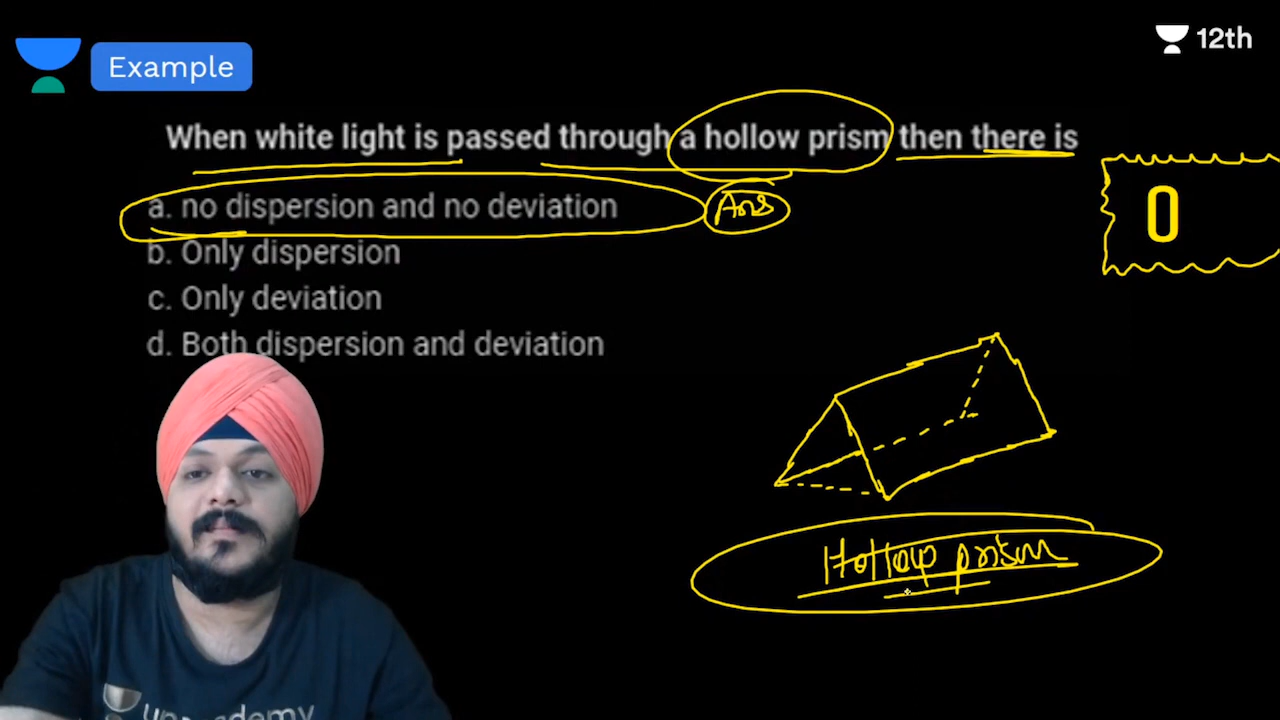 12th
Example
When white light is passed through a hollow prism then there is
a. no dispersion and no deviation
Ans
0
b. Only dispersion
c. Only deviation
d. Both dispersion and deviation
Hollow prism
unacademy